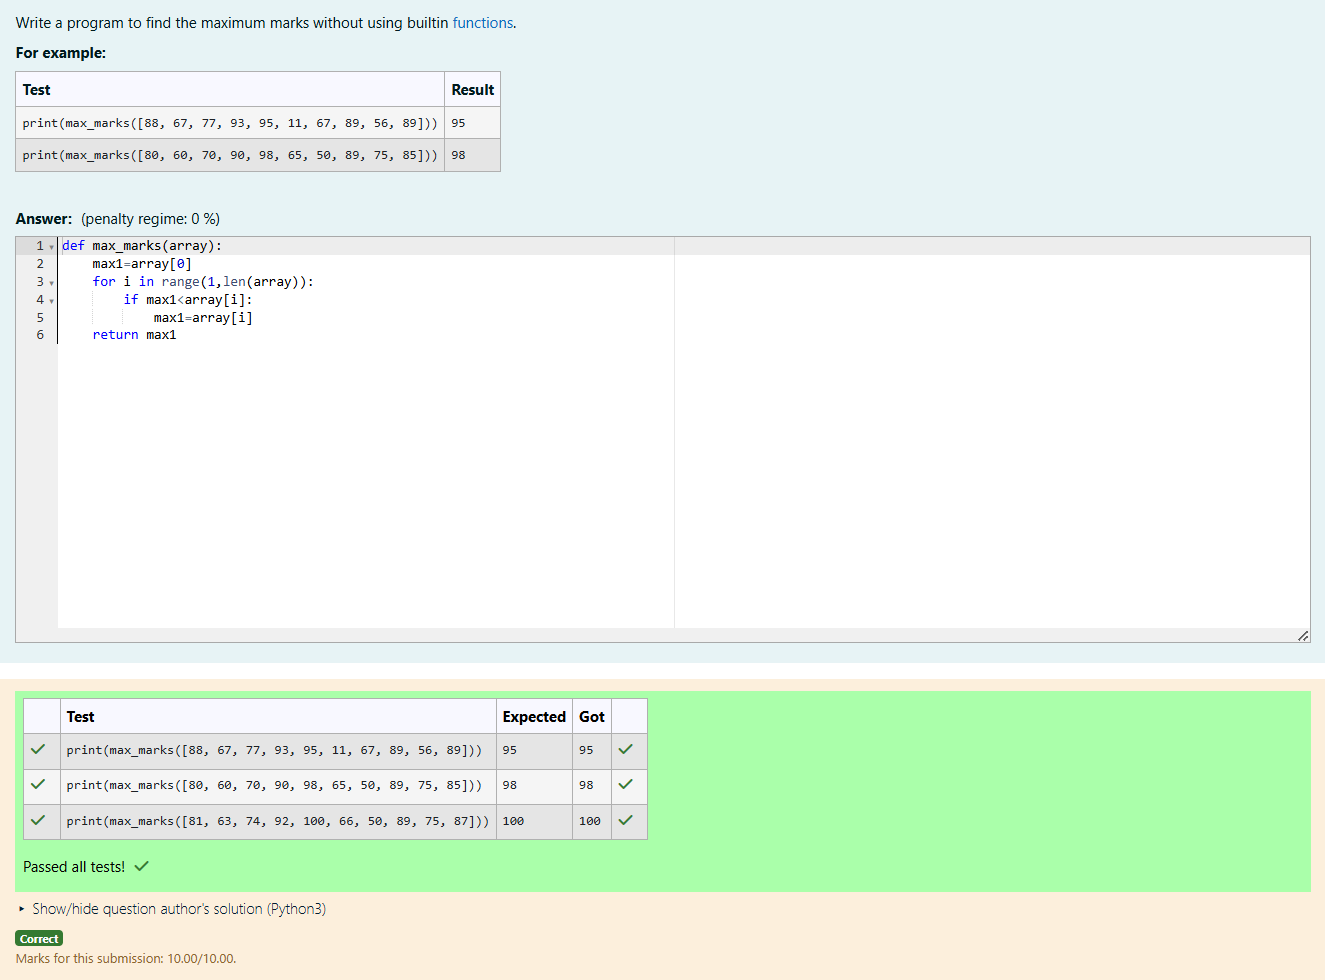 Write a program to find the maximum marks without using builtin functions.
For example:
Test Result
print(max_marks([88, 67, 77, 93, 95, 11, 67, 89, 56, 89])) 95
print(max_marks([80, 60, 70, 90, 98, 65, 50, 89, 75, 85])) 98
Answer: (penalty regime: 0 %)
1 def max_marks(array):
2     max1=array[0]
3     for i in range(1,len(array)):
4         if max1<array[i]:
5             max1=array[i]
6     return max1
Test Expected Got
print(max_marks([88, 67, 77, 93, 95, 11, 67, 89, 56, 89])) 95 95
print(max_marks([80, 60, 70, 90, 98, 65, 50, 89, 75, 85])) 98 98
print(max_marks([81, 63, 74, 92, 100, 66, 50, 89, 75, 87])) 100 100
Passed all tests!
Show/hide question author's solution (Python3)
Correct
Marks for this submission: 10.00/10.00.